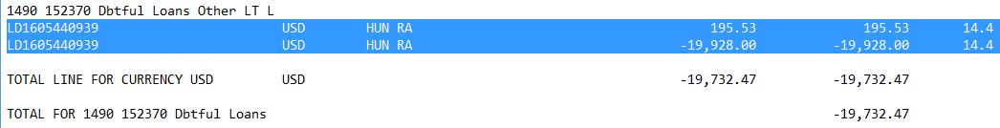 1490 152370 Dbtful Loans Other LT L
LD1605440939 USD HUN RA 195.53 195.53 14.4
LD1605440939 USD HUN RA -19,928.00 -19,928.00 14.4
TOTAL LINE FOR CURRENCY USD USD -19,732.47 -19,732.47
TOTAL FOR 1490 152370 Dbtful Loans -19,732.47